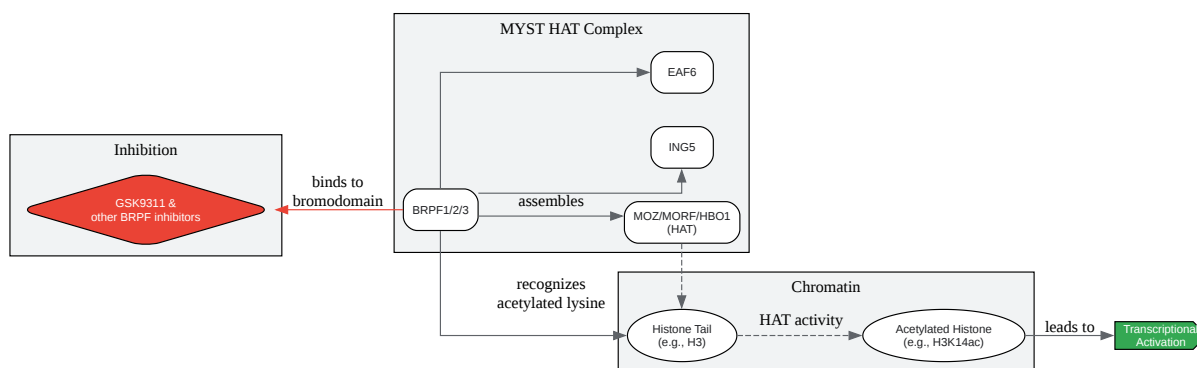 MYST HAT Complex
EAF6
ING5
Inhibition
GSK9311 &
other BRPF inhibitors
binds to
bromodomain
BRPF1/2/3
assembles
MOZ/MORF/HBO1
(HAT)
recognizes
acetylated lysine
Chromatin
Histone Tail
(e.g., H3)
HAT activity
Acetylated Histone
(e.g., H3K14ac)
leads to
Transcriptional
Activation